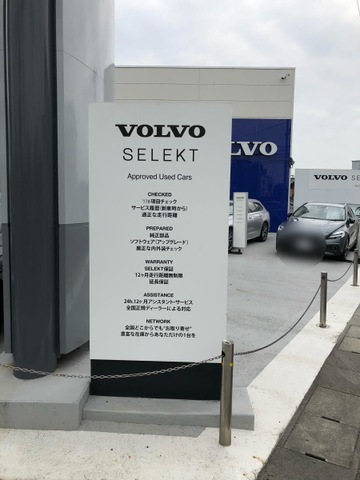 VOLVO
SELEKT
Approved Used Cars
CHECKED
176項目チェック
サービス履歴(新車時から)
適正な走行距離
PREPARED
純正部品
ソフトウェア(アップグレード)
厳正な内外装チェック
WARRANTY
SELEKT保証
12ヶ月走行距離無制限
延長保証
ASSISTANCE
24h,12ヶ月アシスタント・サービス
全国正規ディーラーによる対応
NETWORK
全国どこからでも"お取り寄せ"
豊富な在庫からあなただけの1台を
LVO
VOLVO SE